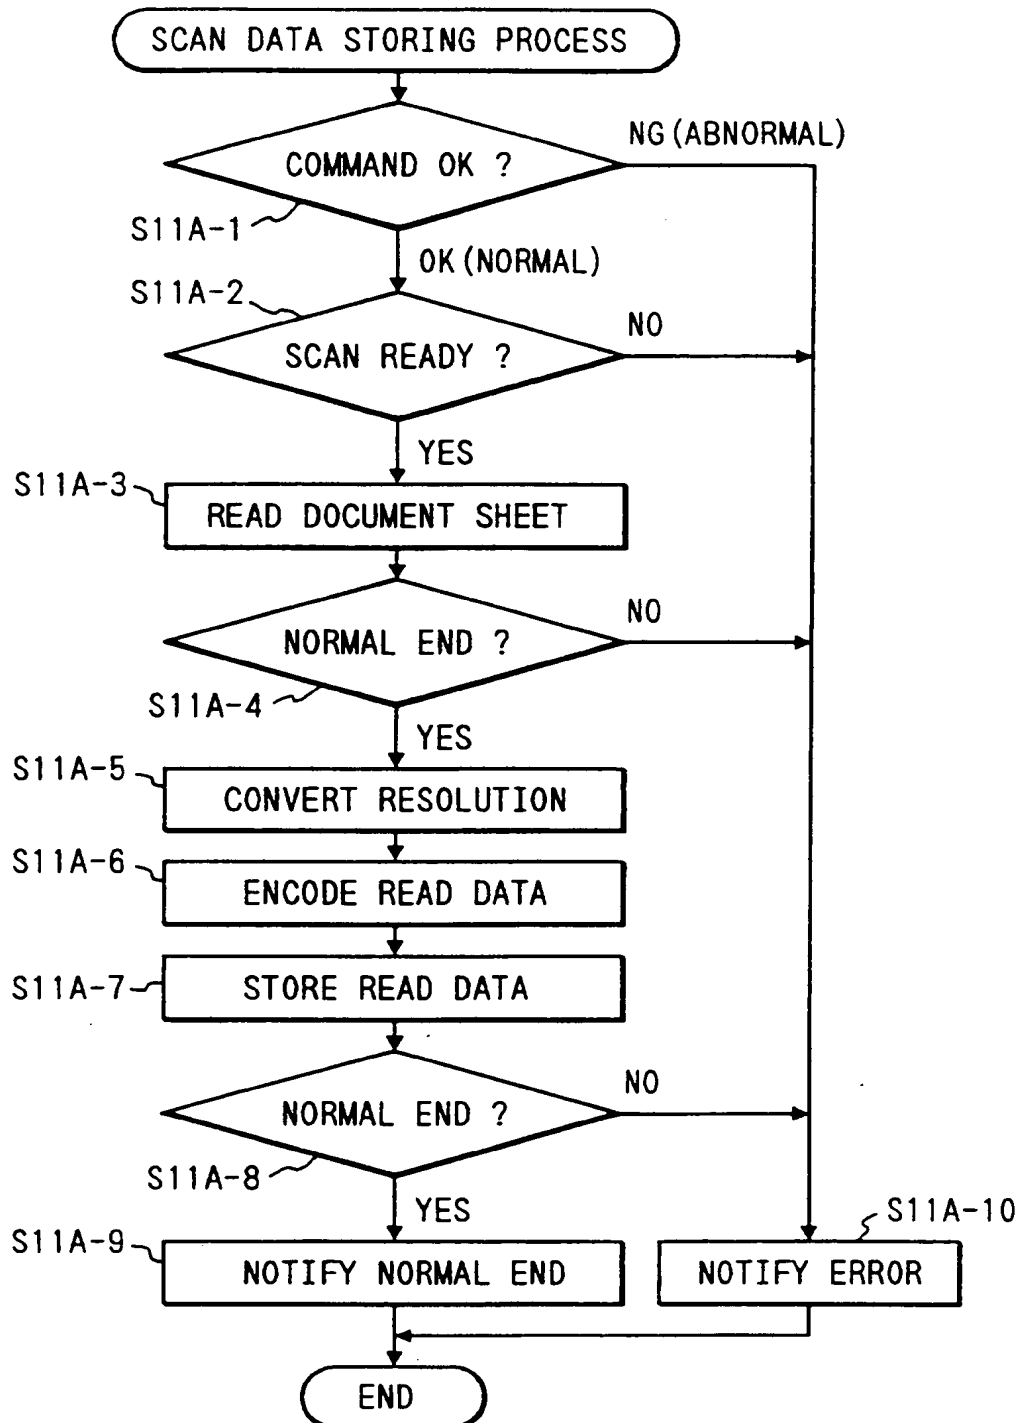 SCAN DATA STORING PROCESS
NG(ABNORMAL)
COMMAND OK ?
S11A-1
OK(NORMAL)
S11A-2
NO
SCAN READY ?
YES
S11A-3
READ DOCUMENT SHEET
NO
NORMAL END ?
S11A-4
YES
S11A-5
CONVERT RESOLUTION
S11A-6
ENCODE READ DATA
S11A-7
STORE READ DATA
NO
NORMAL END ?
S11A-8
YES
S11A-10
S11A-9
NOTIFY NORMAL END
NOTIFY ERROR
END